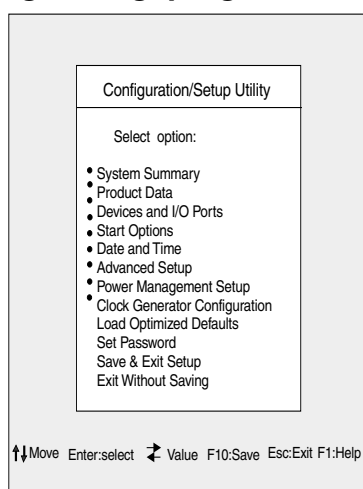 Configuration/Setup Utility
Select option:
• System Summary
• Product Data
• Devices and I/O Ports
• Start Options
• Date and Time
• Advanced Setup
• Power Management Setup
• Clock Generator Configuration
Load Optimized Defaults
Set Password
Save & Exit Setup
Exit Without Saving
↑↓Move Enter:select ⇄ Value F10:Save Esc:Exit F1:Help